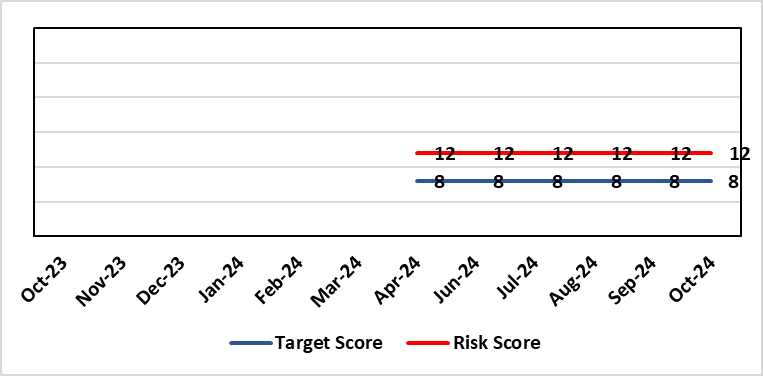 12 12 12 12 12 12
8 8 8 8 8 8
Oct-23 Nov-23 Dec-23 Jan-24 Feb-24 Mar-24 Apr-24 Jun-24 Jul-24 Aug-24 Sep-24 Oct-24
Target Score Risk Score